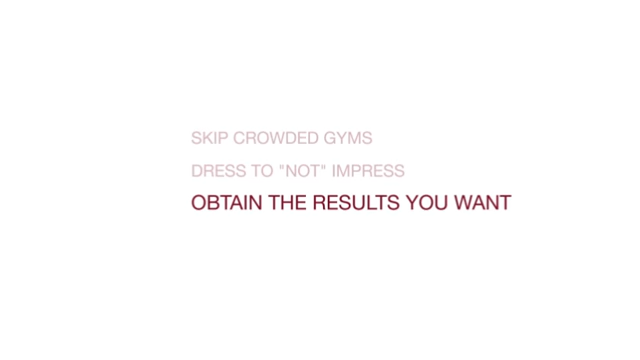 SKIP CROWDED GYMS
DRESS TO "NOT" IMPRESS
OBTAIN THE RESULTS YOU WANT